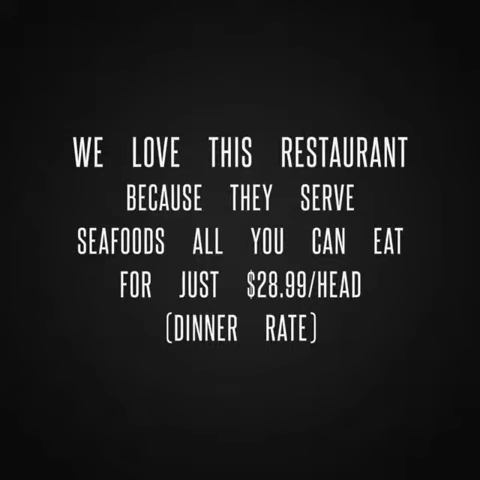 WE LOVE THIS RESTAURANT
BECAUSE THEY SERVE
SEAFOODS ALL YOU CAN EAT
FOR JUST $28.99/HEAD
(DINNER RATE)